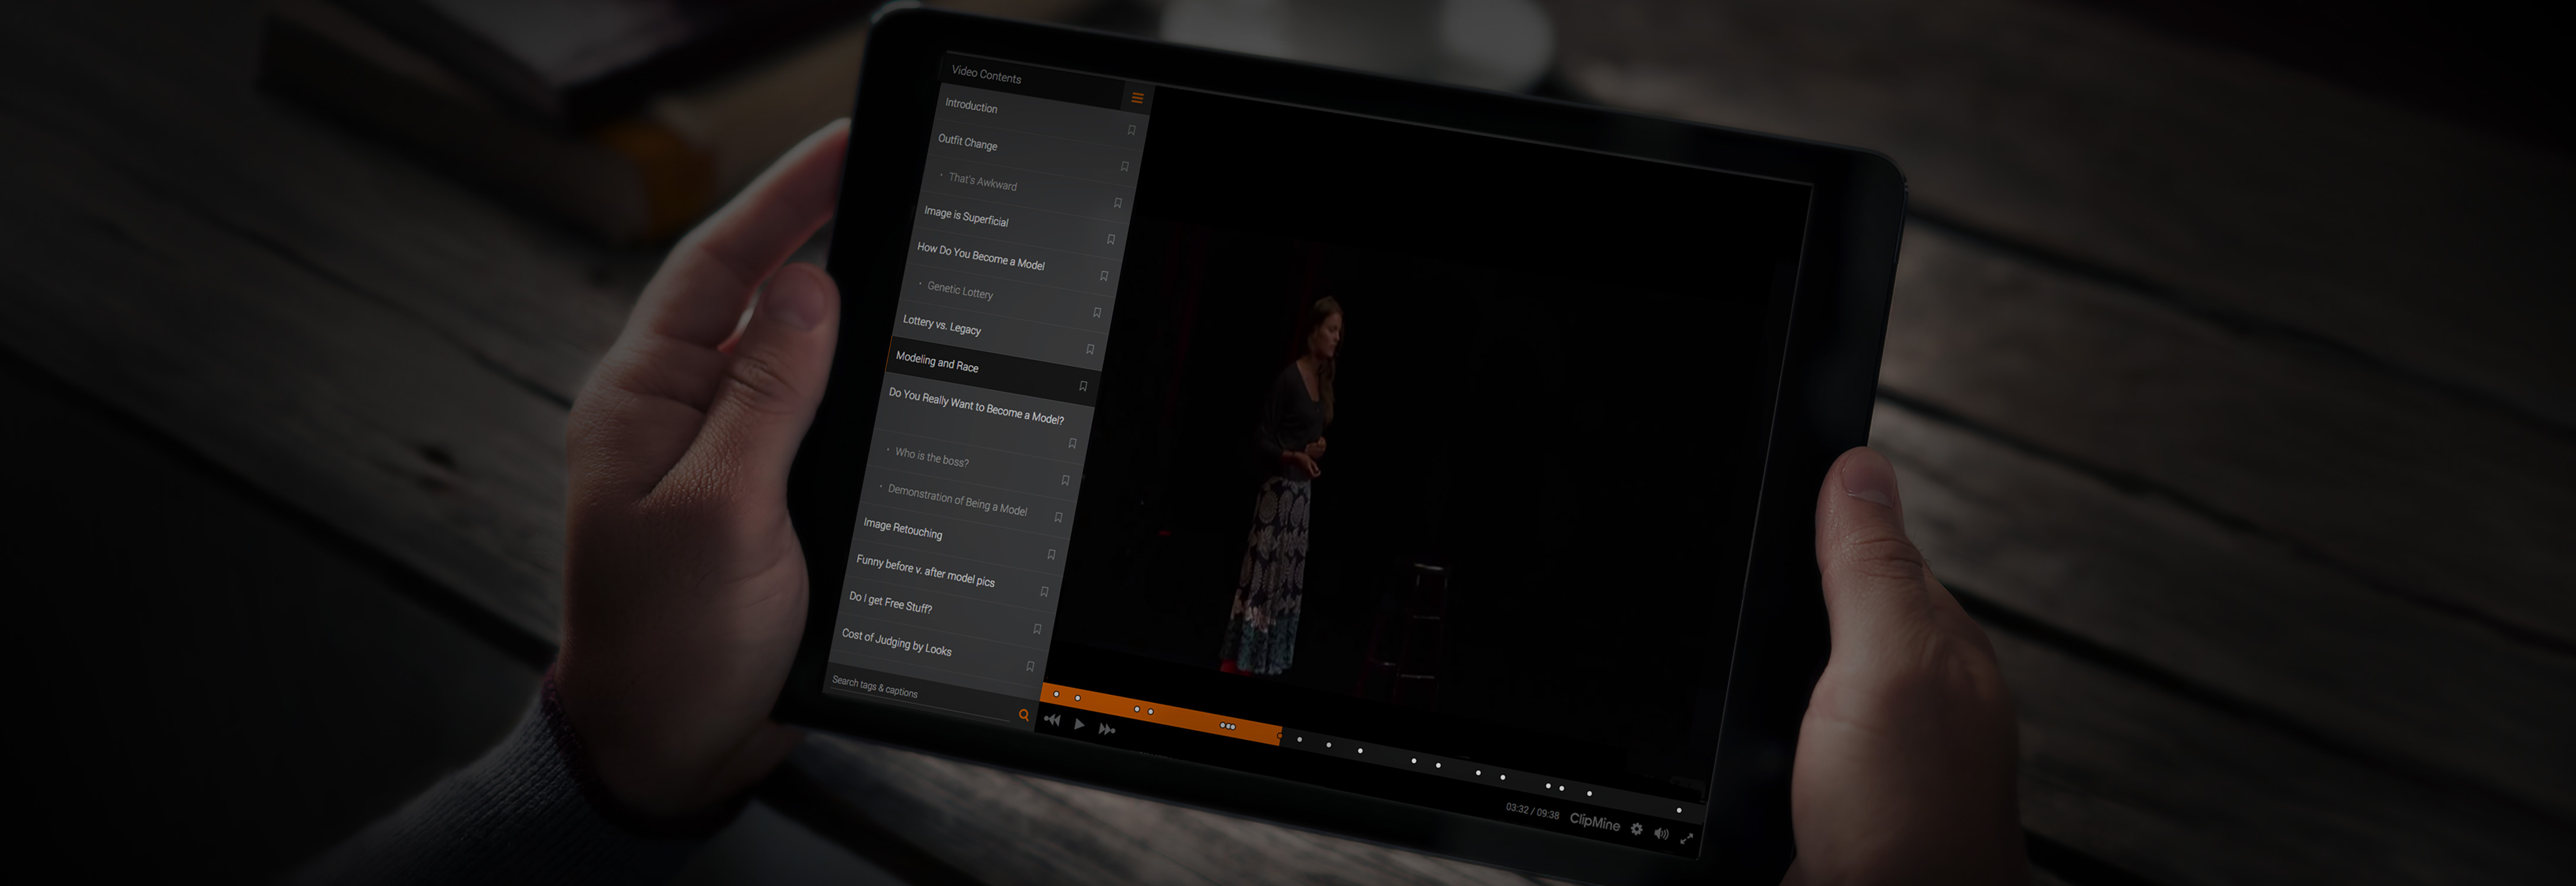 Video Contents
Introduction
Outfit Change
That's Awkward
Image is Superficial
How Do You Become a Model
Genetic Lottery
Lottery vs. Legacy
Modeling and Race
Do You Really Want to Become a Model?
Who is the boss?
Demonstration of Being a Model
Image Retouching
Funny before v. after model pics
Do I get Free Stuff?
Cost of Judging by Looks
Search tags & captions
03:32 / 09:38 ClipMine